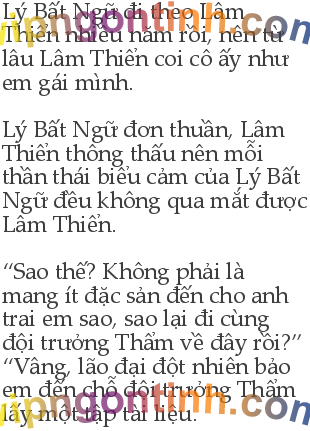 Lý Bất Ngữ đi theo Lâm
Thiển nhiều năm rồi, nên từ
lâu Lâm Thiển coi cô ấy như
em gái mình.

Lý Bất Ngữ đơn thuần, Lâm
Thiển thông thấu nên mỗi
thần thái biểu cảm của Lý Bất
Ngữ đều không qua mắt được
Lâm Thiển.

“Sao thế? Không phải là
mang ít đặc sản đến cho anh
trai em sao, sao lại đi cùng
đội trưởng Thẩm về đây rồi?”
“Vâng, lão đại đột nhiên bảo
em đến chỗ đội trưởng Thẩm
lấy một tập tài liệu.
vipngontinh.com
vipngontinh.com